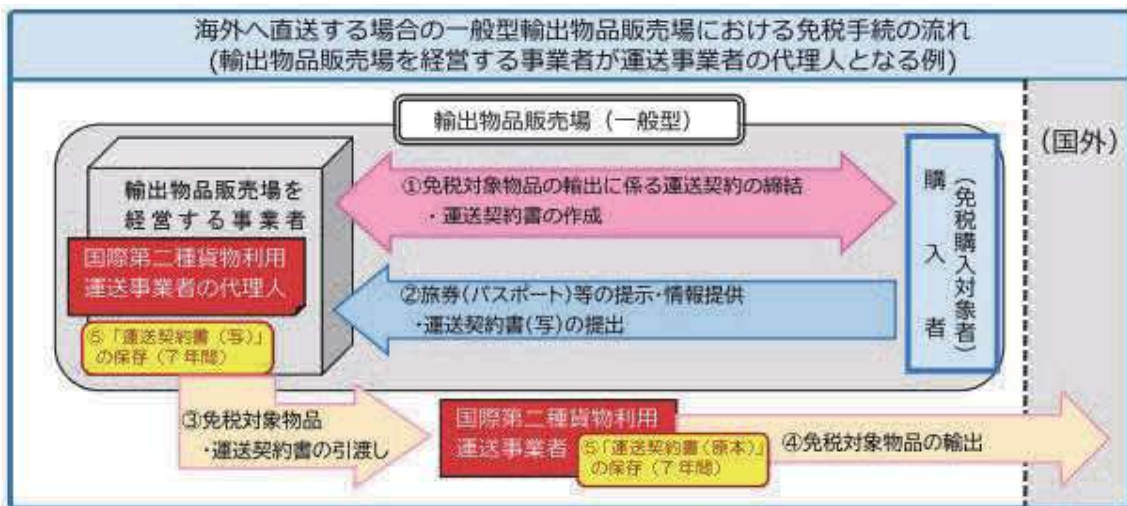 海外へ直送する場合の一般型輸出物品販売場における免税手続の流れ
(輸出物品販売場を経営する事業者が運送事業者の代理人となる例)
輸出物品販売場（一般型）
(国外)
輸出物品販売場を
経営する事業者
国際第二種貨物利用
運送事業者の代理人
⑤「運送契約書（写）」
の保存（7年間）
①免税対象物品の輸出に係る運送契約の締結
・運送契約書の作成
②旅券(パスポート)等の提示・情報提供
・運送契約書(写)の提出
購入者
（免税購入対象者）
③免税対象物品
・運送契約書の引渡し
国際第二種貨物利用
運送事業者
⑤「運送契約書（原本）」
の保存（7年間）
④免税対象物品の輸出